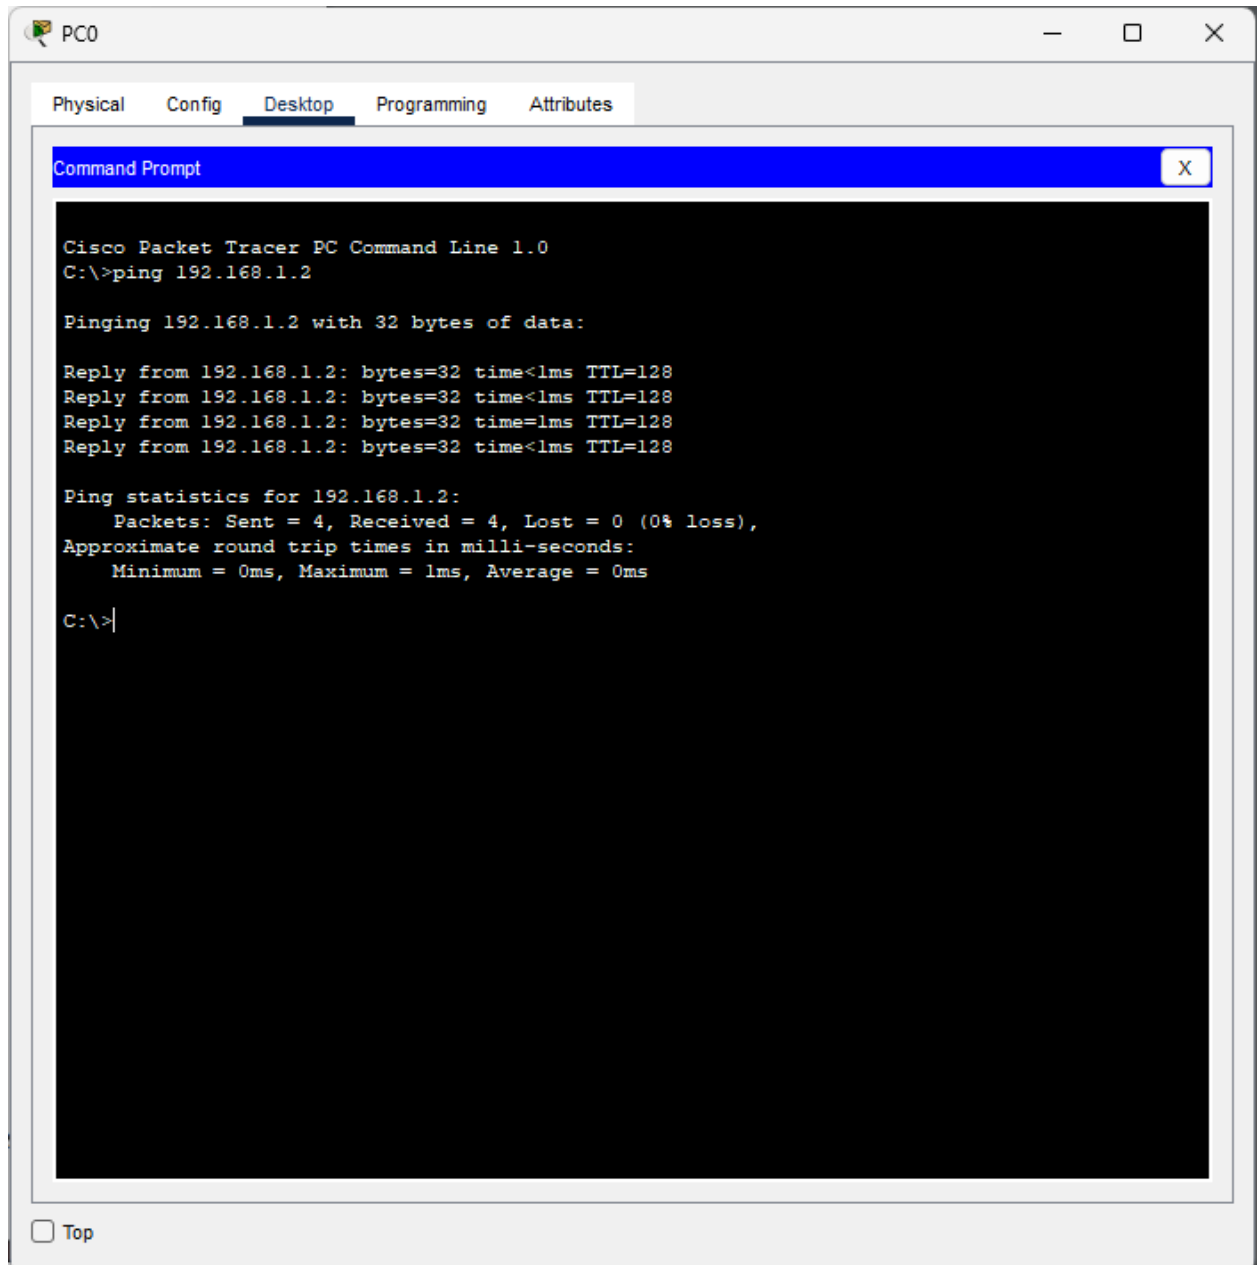 PC0
Physical Config Desktop Programming Attributes
Command Prompt
X
Cisco Packet Tracer PC Command Line 1.0
C:\>ping 192.168.1.2
Pinging 192.168.1.2 with 32 bytes of data:
Reply from 192.168.1.2: bytes=32 time<1ms TTL=128
Reply from 192.168.1.2: bytes=32 time<1ms TTL=128
Reply from 192.168.1.2: bytes=32 time=1ms TTL=128
Reply from 192.168.1.2: bytes=32 time<1ms TTL=128
Ping statistics for 192.168.1.2:
Packets: Sent = 4, Received = 4, Lost = 0 (0% loss),
Approximate round trip times in milli-seconds:
Minimum = 0ms, Maximum = 1ms, Average = 0ms
C:\>
Top